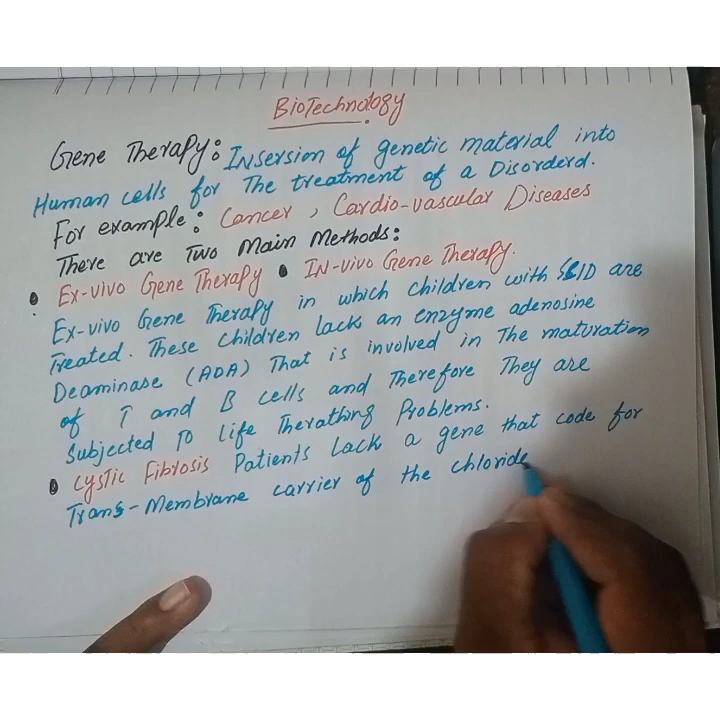 BioTechnology
Gene Therapy: Insersion of genetic material into
Human cells for The treatment of a Disorderd.
For example: Cancer, Cardio-vascular Diseases
There are Two Main Methods:
• Ex-vivo Gene Therapy • IN-vivo Gene Therapy.
Ex-vivo Gene Therapy in which children with SCID are
Treated. These children lack an enzyme adenosine
Deaminase (ADA) That is involved in The maturation
of T and B cells and Therefore They are
Subjected To life Therathing Problems.
• Cystic Fibrosis Patients Lack a gene that code for
Trans-Membrane carrier of the chloride